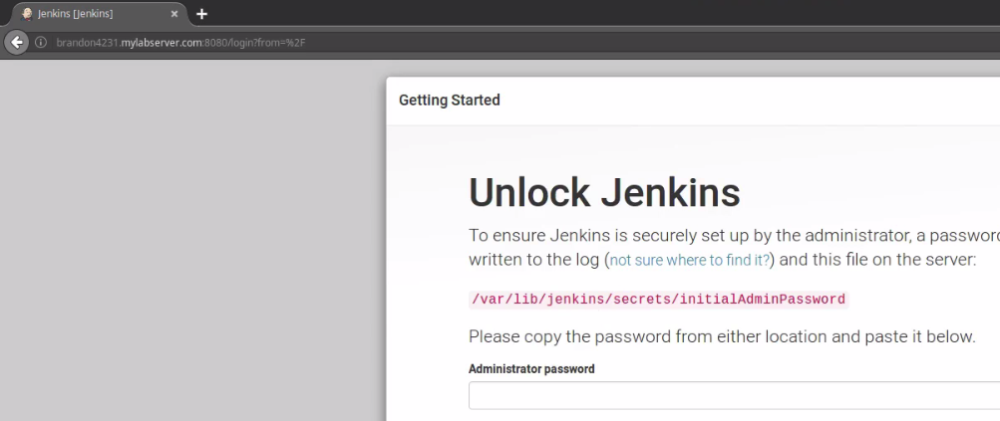 Jenkins [Jenkins]
brandon4231.mylabserver.com:8080/login?from=%2F
Getting Started
Unlock Jenkins
To ensure Jenkins is securely set up by the administrator, a password
written to the log (not sure where to find it?) and this file on the server:
/var/lib/jenkins/secrets/initialAdminPassword
Please copy the password from either location and paste it below.
Administrator password